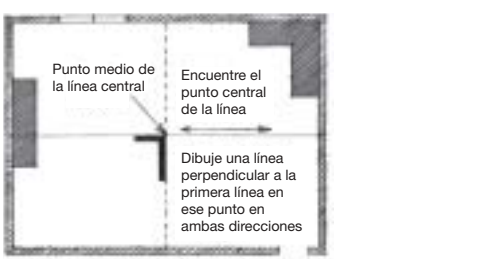 Punto medio de
la línea central
Encuentre el
punto central
de la línea
Dibuje una línea
perpendicular a la
primera línea en
ese punto en
ambas direcciones